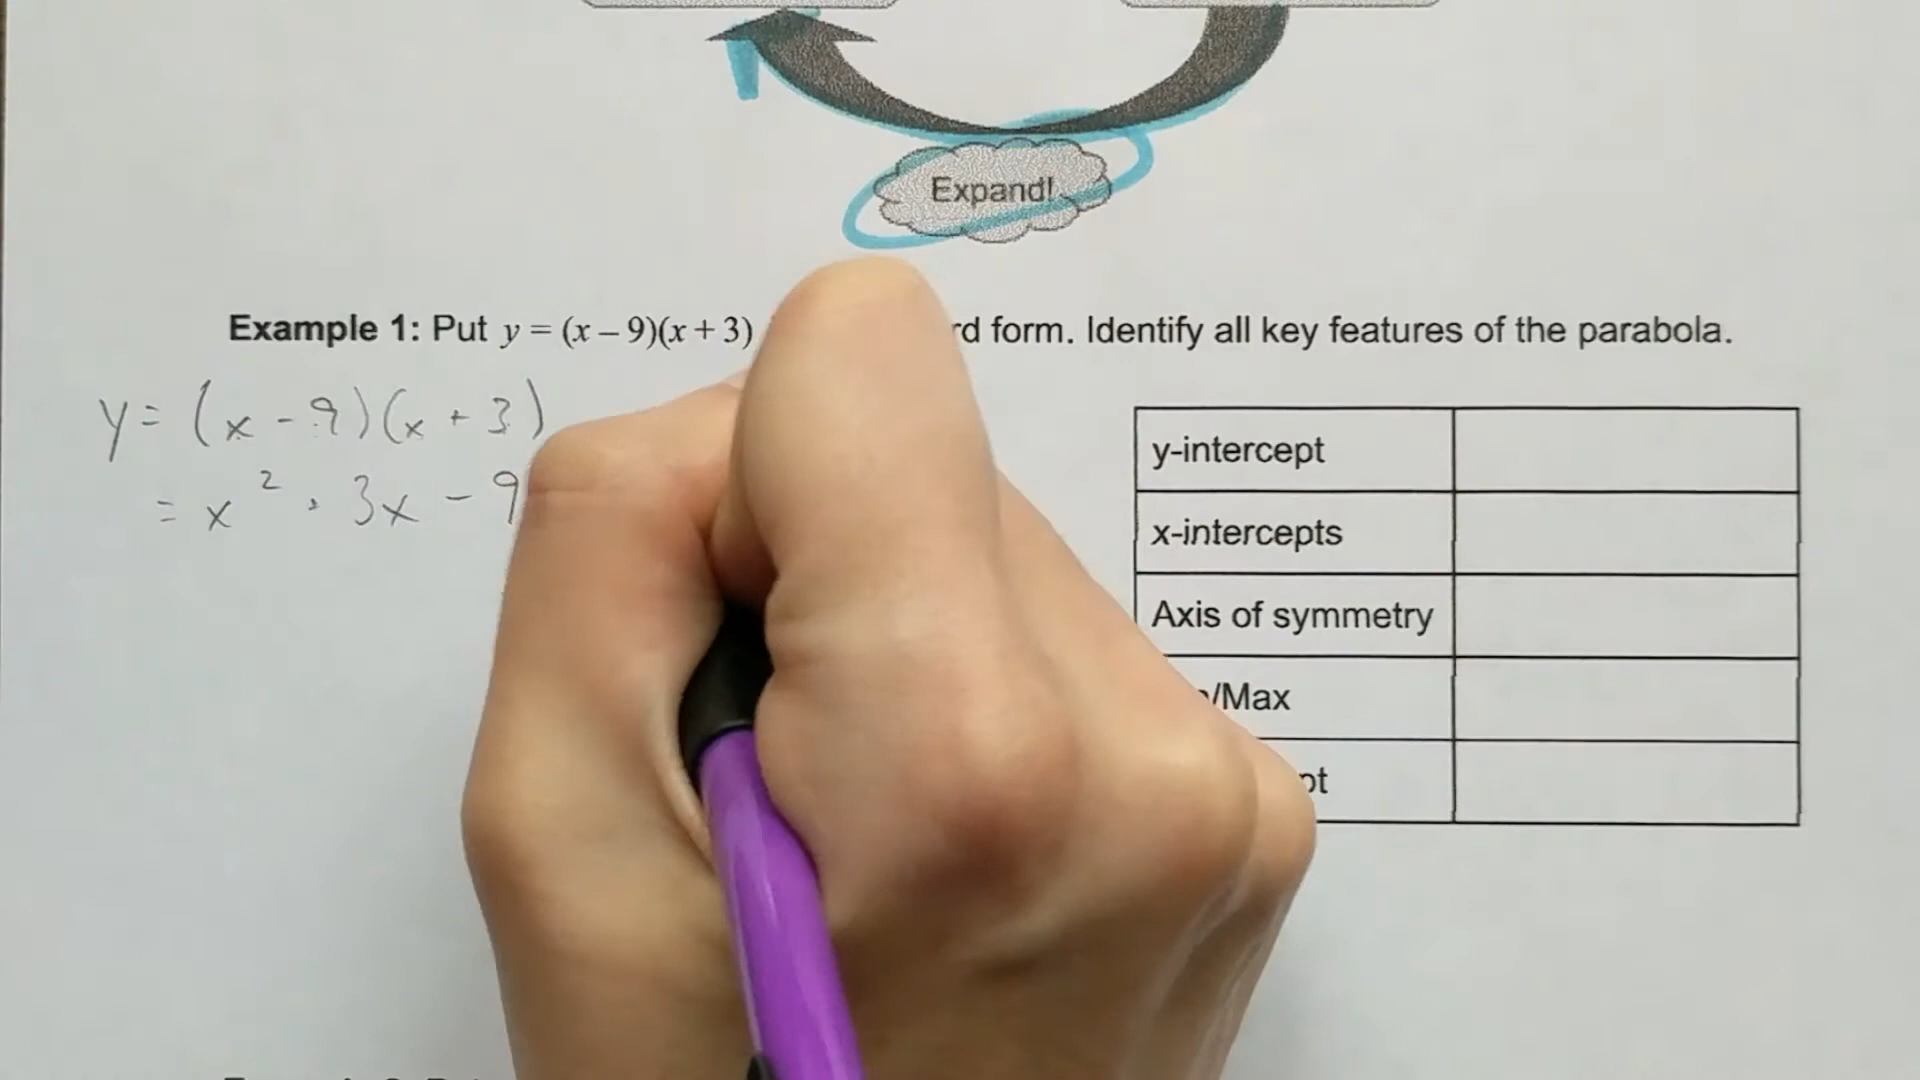 Expand!
Example 1: Put y = (x – 9)(x + 3) rd form. Identify all key features of the parabola.
y = (x - 9)(x + 3)
= x² + 3x - 9
y-intercept
x-intercepts
Axis of symmetry
/Max
pt